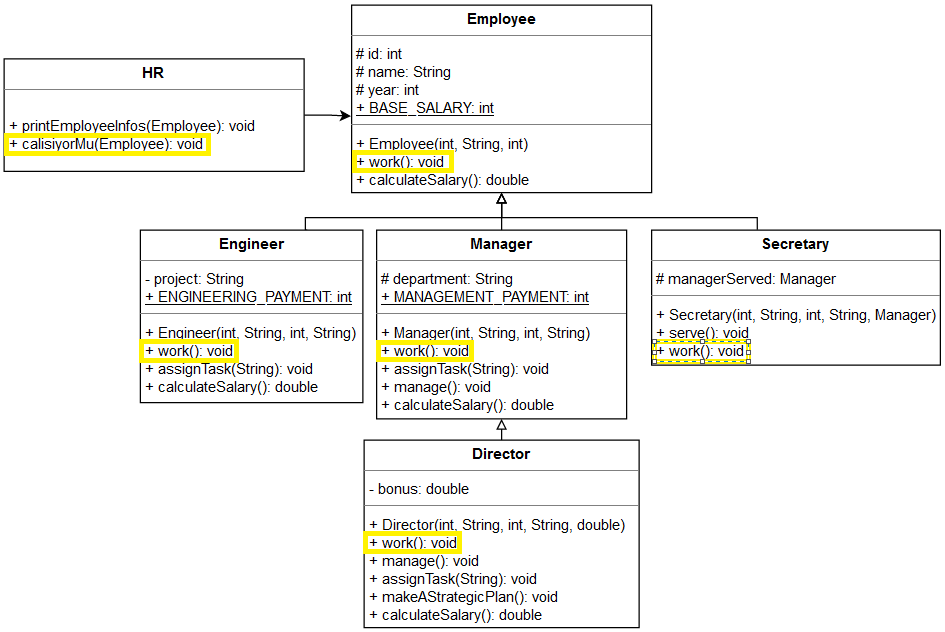 Employee
# id: int
# name: String
# year: int
+ BASE_SALARY: int
+ Employee(int, String, int)
+ work(): void
+ calculateSalary(): double
HR
+ printEmployeeInfos(Employee): void
+ calisiyorMu(Employee): void
Engineer
- project: String
+ ENGINEERING_PAYMENT: int
+ Engineer(int, String, int, String)
+ work(): void
+ assignTask(String): void
+ calculateSalary(): double
Manager
# department: String
+ MANAGEMENT_PAYMENT: int
+ Manager(int, String, int, String)
+ work(): void
+ assignTask(String): void
+ manage(): void
+ calculateSalary(): double
Secretary
# managerServed: Manager
+ Secretary(int, String, int, String, Manager)
+ serve(): void
+ work(): void
Director
- bonus: double
+ Director(int, String, int, String, double)
+ work(): void
+ manage(): void
+ assignTask(String): void
+ makeAStrategicPlan(): void
+ calculateSalary(): double